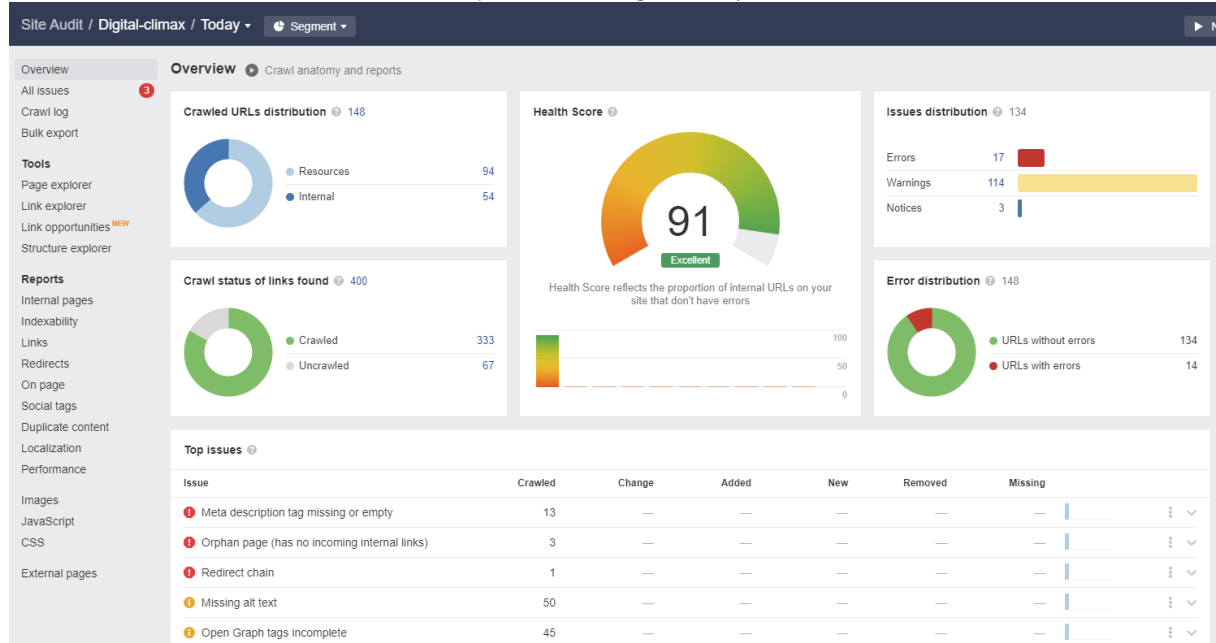 Site Audit / Digital-climax / Today Segment
Overview
All issues 3
Crawl log
Bulk export
Tools
Page explorer
Link explorer
Link opportunities NEW
Structure explorer
Reports
Internal pages
Indexability
Links
Redirects
On page
Social tags
Duplicate content
Localization
Performance
Images
JavaScript
CSS
External pages
Overview Crawl anatomy and reports
Crawled URLs distribution 148
Resources 94
Internal 54
Crawl status of links found 400
Crawled 333
Uncrawled 67
Health Score
91
Excellent
Health Score reflects the proportion of internal URLs on your
site that don't have errors
100
50
0
Issues distribution 134
Errors 17
Warnings 114
Notices 3
Error distribution 148
URLs without errors 134
URLs with errors 14
Top issues
Issue Crawled Change Added New Removed Missing
Meta description tag missing or empty 13 — — — — —
Orphan page (has no incoming internal links) 3 — — — — —
Redirect chain 1 — — — — —
Missing alt text 50 — — — — —
Open Graph tags incomplete 45 — — — — —